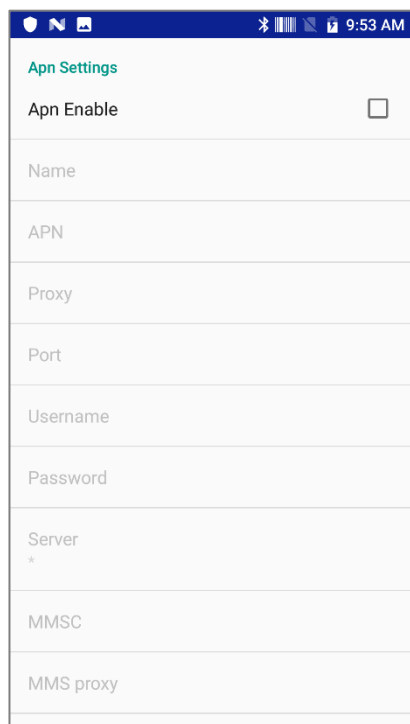 9:53 AM
Apn Settings
Apn Enable
Name
APN
Proxy
Port
Username
Password
Server
*
MMSC
MMS proxy